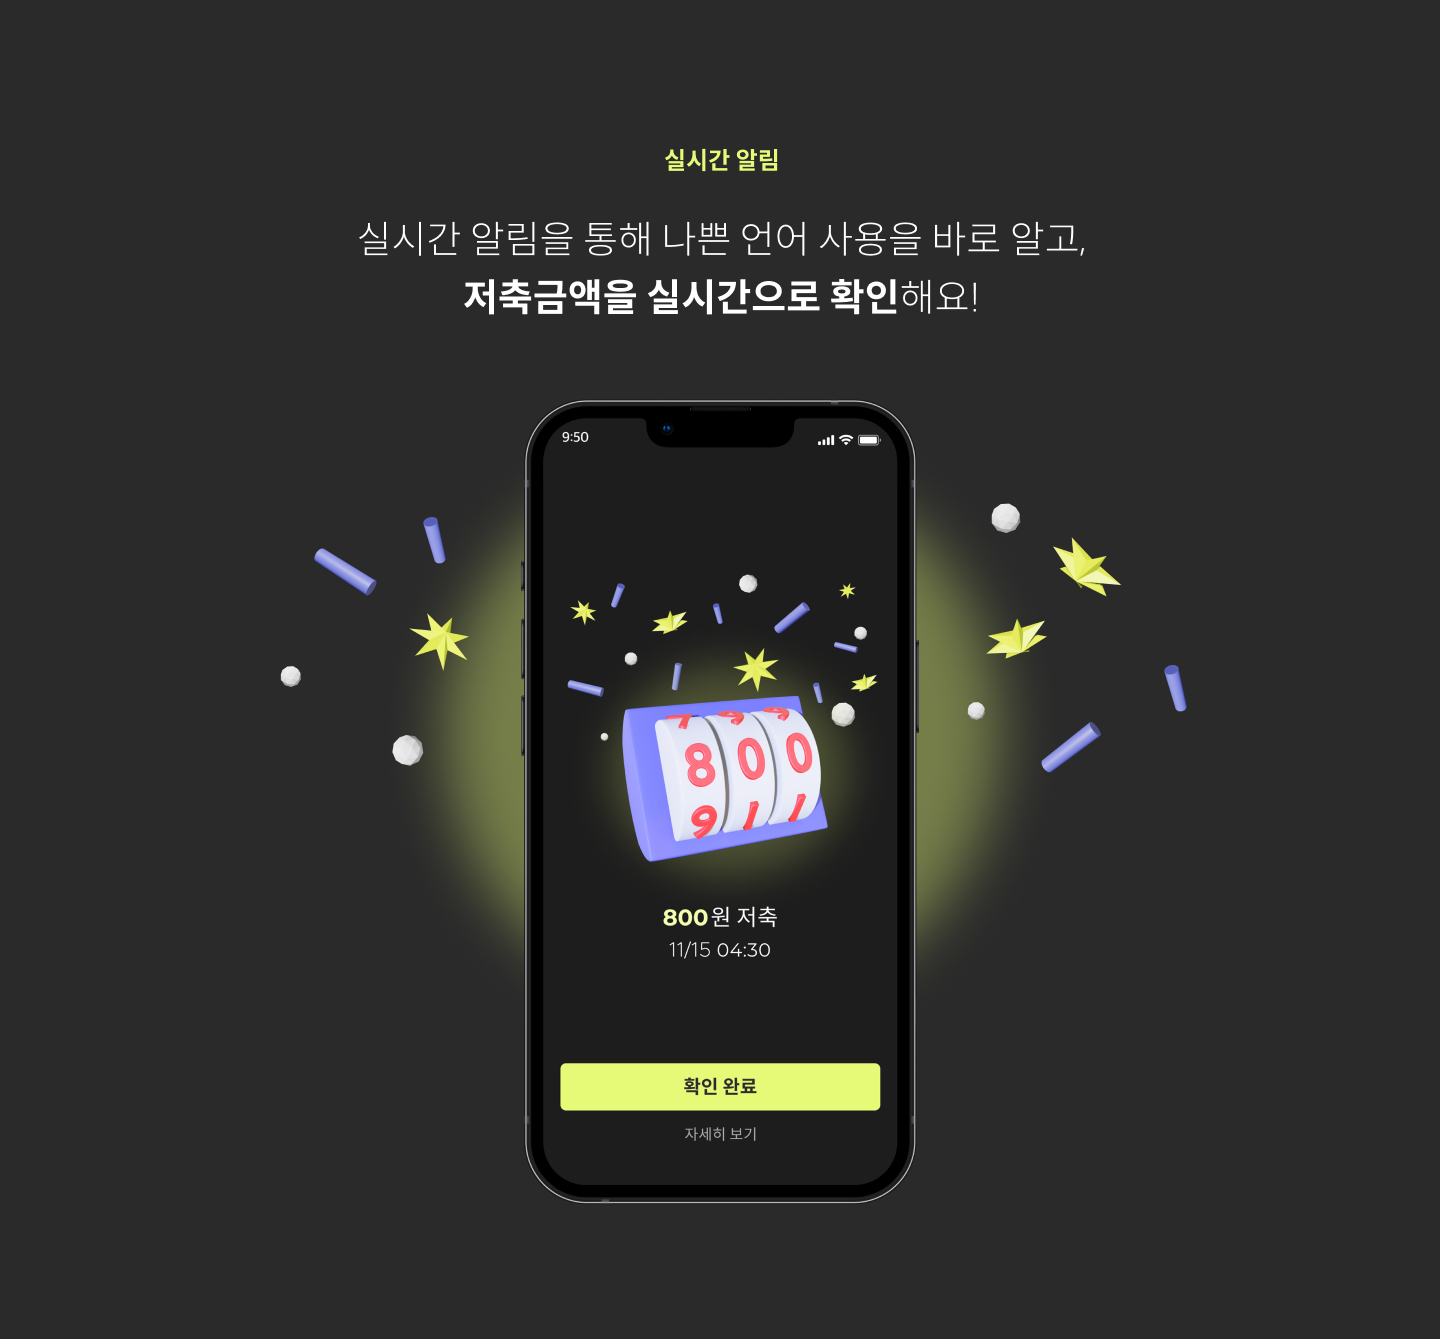 실시간 알림
실시간 알림을 통해 나쁜 언어 사용을 바로 알고,
저축금액을 실시간으로 확인해요!
9:50
800
911
800원 저축
11/15 04:30
확인 완료
자세히 보기